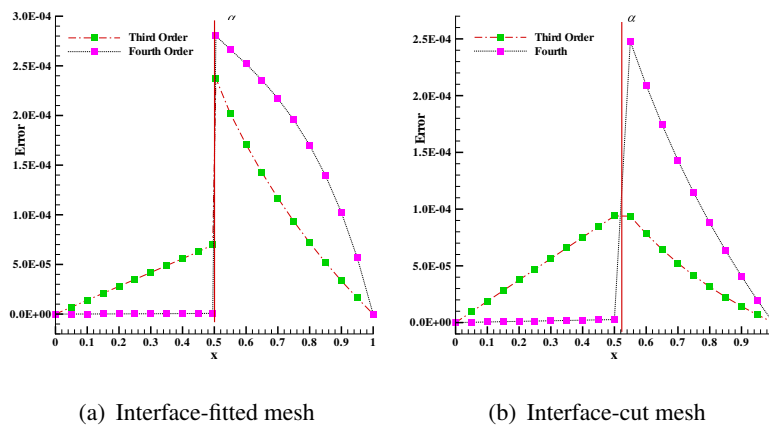 α
3.0E-04
2.5E-04
2.0E-04
1.5E-04
1.0E-04
5.0E-05
0.0E+00
Error
Third Order
Fourth Order
0 0.1 0.2 0.3 0.4 0.5 0.6 0.7 0.8 0.9 1
x
(a) Interface-fitted mesh
α
2.5E-04
2.0E-04
1.5E-04
1.0E-04
5.0E-05
0.0E+00
Error
Third Order
Fourth
0 0.1 0.2 0.3 0.4 0.5 0.6 0.7 0.8 0.9
x
(b) Interface-cut mesh